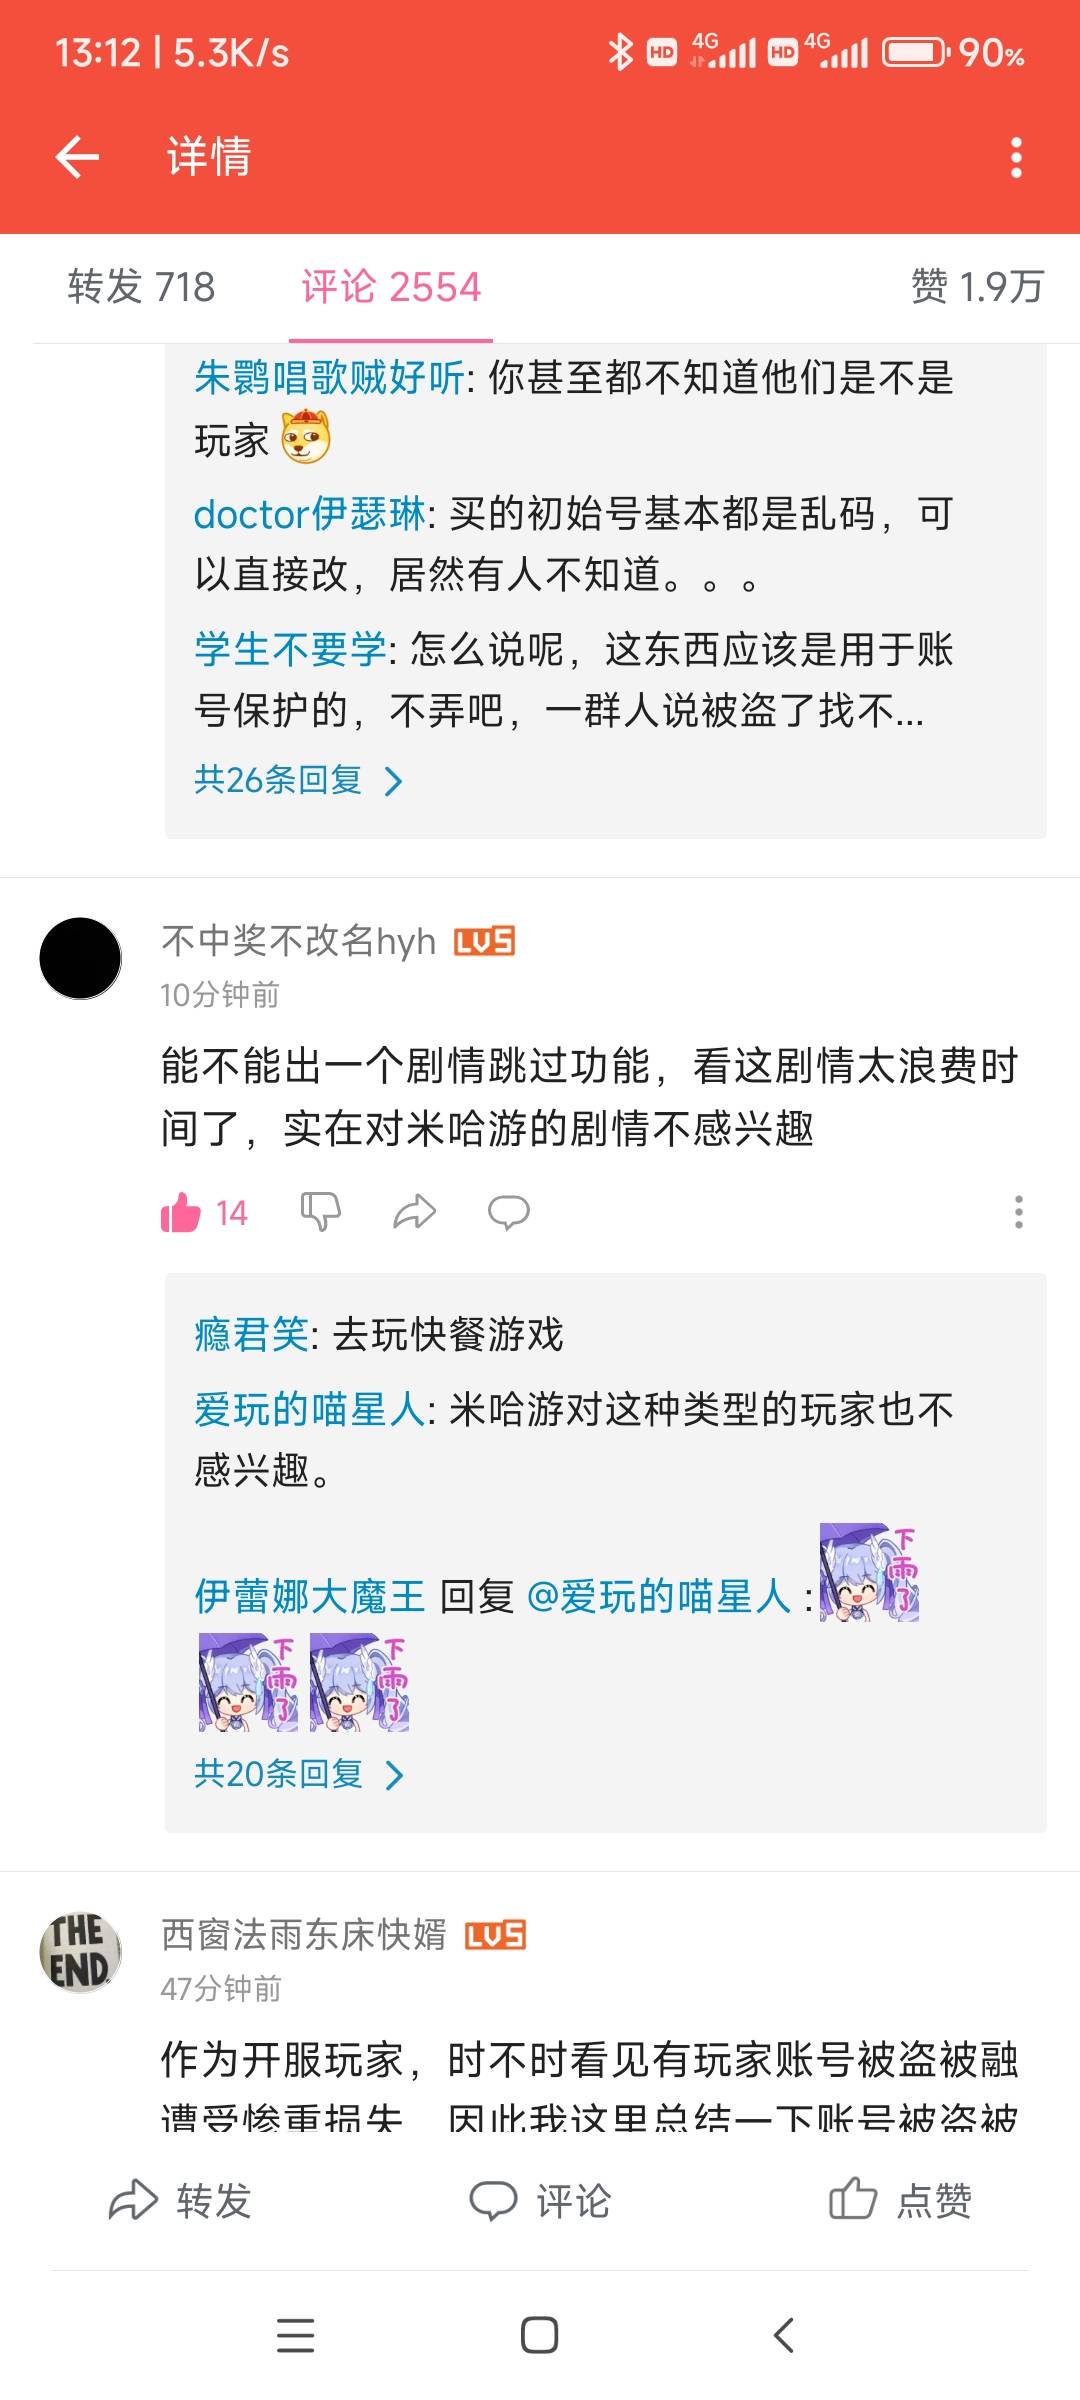 13:12 | 5.3K/s HD 4G HD 4G 90%
详情
转发 718 评论 2554 赞 1.9万
朱鹮唱歌贼好听: 你甚至都不知道他们是不是
玩家
doctor伊瑟琳: 买的初始号基本都是乱码，可
以直接改，居然有人不知道。。。
学生不要学: 怎么说呢，这东西应该是用于账
号保护的，不弄吧，一群人说被盗了找不...
共26条回复
不中奖不改名hyh LV5
10分钟前
能不能出一个剧情跳过功能，看这剧情太浪费时
间了，实在对米哈游的剧情不感兴趣
14
瘾君笑: 去玩快餐游戏
爱玩的喵星人: 米哈游对这种类型的玩家也不
感兴趣。
伊蕾娜大魔王 回复 @爱玩的喵星人 : 下雨了
下雨了 下雨了
共20条回复
THE
END
西窗法雨东床快婿 LV5
47分钟前
作为开服玩家，时不时看见有玩家账号被盗被融
遭受惨重损失，因此我这里总结一下账号被盗被
转发 评论 点赞